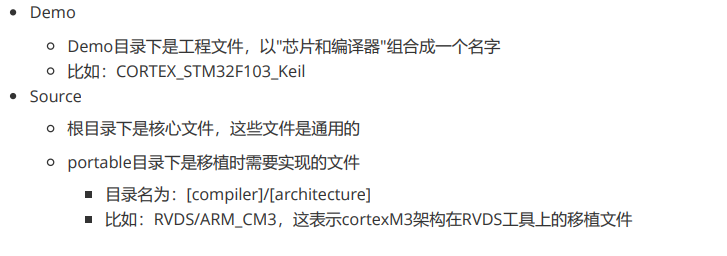 Demo
Demo目录下是工程文件，以"芯片和编译器"组合成一个名字
比如：CORTEX_STM32F103_Keil
Source
根目录下是核心文件，这些文件是通用的
portable目录下是移植时需要实现的文件
目录名为：[compiler]/[architecture]
比如：RVDS/ARM_CM3，这表示cortexM3架构在RVDS工具上的移植文件